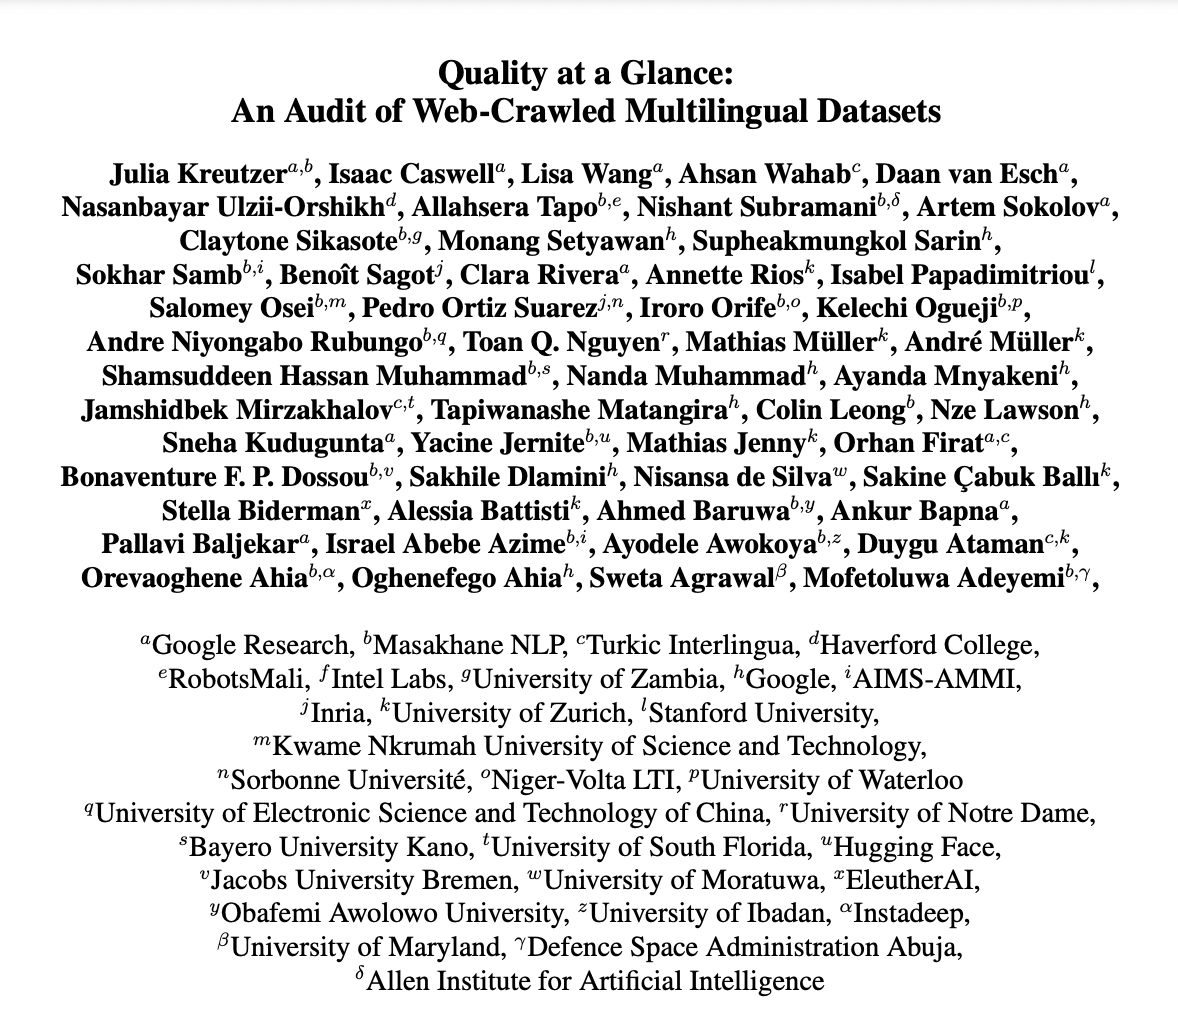 Quality at a Glance:
An Audit of Web-Crawled Multilingual Datasets
Julia Kreutzer^{a,b}, Isaac Caswell^{a}, Lisa Wang^{a}, Ahsan Wahab^{c}, Daan van Esch^{a},
Nasanbayar Ulzii-Orshikh^{d}, Allahsera Tapo^{b,e}, Nishant Subramani^{b,δ}, Artem Sokolov^{a},
Claytone Sikasote^{b,g}, Monang Setyawan^{h}, Supheakmungkol Sarin^{h},
Sokhar Samb^{b,i}, Benoît Sagot^{j}, Clara Rivera^{a}, Annette Rios^{k}, Isabel Papadimitriou^{l},
Salomey Osei^{b,m}, Pedro Ortiz Suarez^{j,n}, Iroro Orife^{b,o}, Kelechi Ogueji^{b,p},
Andre Niyongabo Rubungo^{b,q}, Toan Q. Nguyen^{r}, Mathias Müller^{k}, André Müller^{k},
Shamsuddeen Hassan Muhammad^{b,s}, Nanda Muhammad^{h}, Ayanda Mnyakeni^{h},
Jamshidbek Mirzakhalov^{c,t}, Tapiwanashe Matangira^{h}, Colin Leong^{b}, Nze Lawson^{h},
Sneha Kudugunta^{a}, Yacine Jernite^{b,u}, Mathias Jenny^{k}, Orhan Firat^{a,c},
Bonaventure F. P. Dossou^{b,v}, Sakhile Dlamini^{h}, Nisansa de Silva^{w}, Sakine Çabuk Ballı^{k},
Stella Biderman^{x}, Alessia Battisti^{k}, Ahmed Baruwa^{b,y}, Ankur Bapna^{a},
Pallavi Baljekar^{a}, Israel Abebe Azime^{b,i}, Ayodele Awokoya^{b,z}, Duygu Ataman^{c,k},
Orevaoghene Ahia^{b,α}, Oghenefego Ahia^{h}, Sweta Agrawal^{β}, Mofetoluwa Adeyemi^{b,γ},
^{a}Google Research, ^{b}Masakhane NLP, ^{c}Turkic Interlingua, ^{d}Haverford College,
^{e}RobotsMali, ^{f}Intel Labs, ^{g}University of Zambia, ^{h}Google, ^{i}AIMS-AMMI,
^{j}Inria, ^{k}University of Zurich, ^{l}Stanford University,
^{m}Kwame Nkrumah University of Science and Technology,
^{n}Sorbonne Université, ^{o}Niger-Volta LTI, ^{p}University of Waterloo
^{q}University of Electronic Science and Technology of China, ^{r}University of Notre Dame,
^{s}Bayero University Kano, ^{t}University of South Florida, ^{u}Hugging Face,
^{v}Jacobs University Bremen, ^{w}University of Moratuwa, ^{x}EleutherAI,
^{y}Obafemi Awolowo University, ^{z}University of Ibadan, ^{α}Instadeep,
^{β}University of Maryland, ^{γ}Defence Space Administration Abuja,
^{δ}Allen Institute for Artificial Intelligence